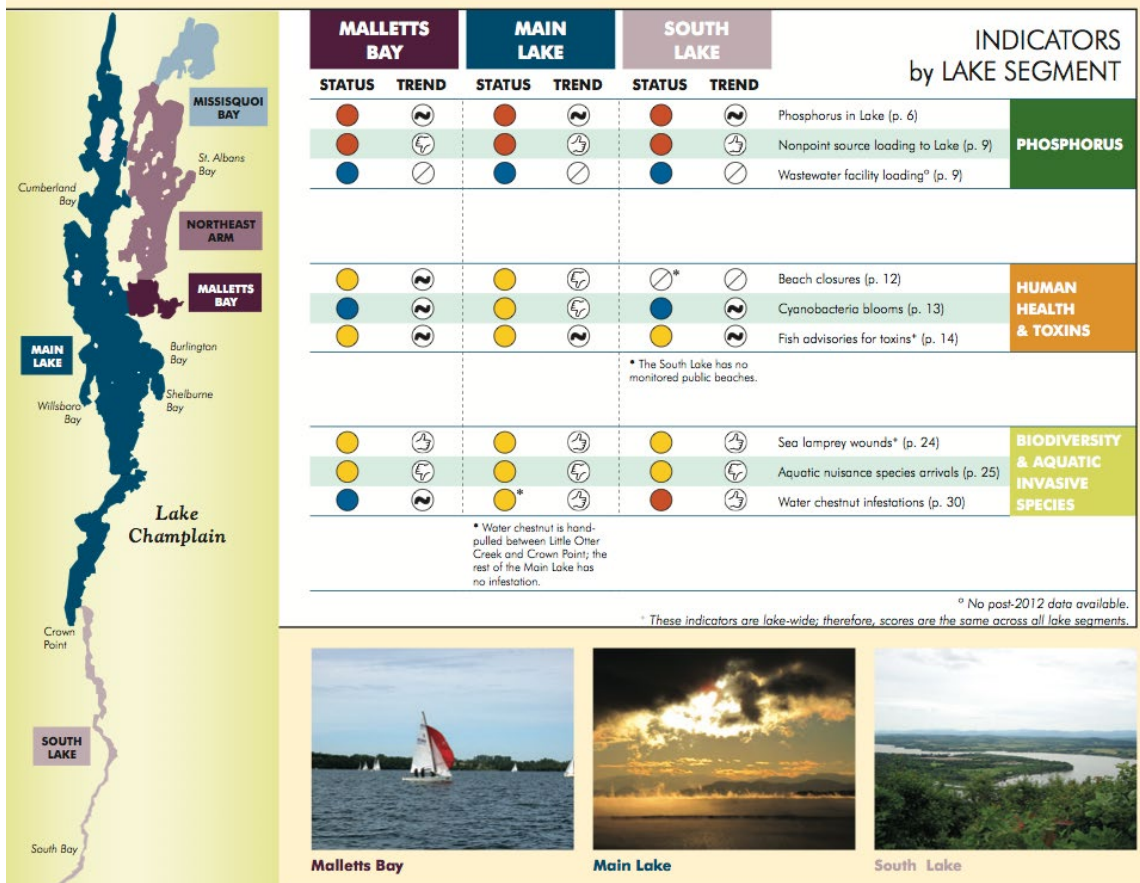 MISSISQUOI
BAY
St. Albans
Bay
Cumberland
Bay
NORTHEAST
ARM
MALLETTS
BAY
MAIN
LAKE
Burlington
Bay
Shelburne
Bay
Willsboro
Bay
Lake
Champlain
Crown
Point
SOUTH
LAKE
South Bay
MALLETTS
BAY
MAIN
LAKE
SOUTH
LAKE
INDICATORS
by LAKE SEGMENT
STATUS TREND STATUS TREND STATUS TREND
Phosphorus in Lake (p. 6)
Nonpoint source loading to Lake (p. 9)
Wastewater facility loading° (p. 9)
PHOSPHORUS
*
Beach closures (p. 12)
Cyanobacteria blooms (p. 13)
Fish advisories for toxins⁺ (p. 14)
HUMAN
HEALTH
& TOXINS
* The South Lake has no
monitored public beaches.
Sea lamprey wounds⁺ (p. 24)
Aquatic nuisance species arrivals (p. 25)
*
Water chestnut infestations (p. 30)
BIODIVERSITY
& AQUATIC
INVASIVE
SPECIES
* Water chestnut is hand-
pulled between Little Otter
Creek and Crown Point; the
rest of the Main Lake has
no infestation.
° No post-2012 data available.
⁺ These indicators are lake-wide; therefore, scores are the same across all lake segments.
Malletts Bay
Main Lake
South Lake